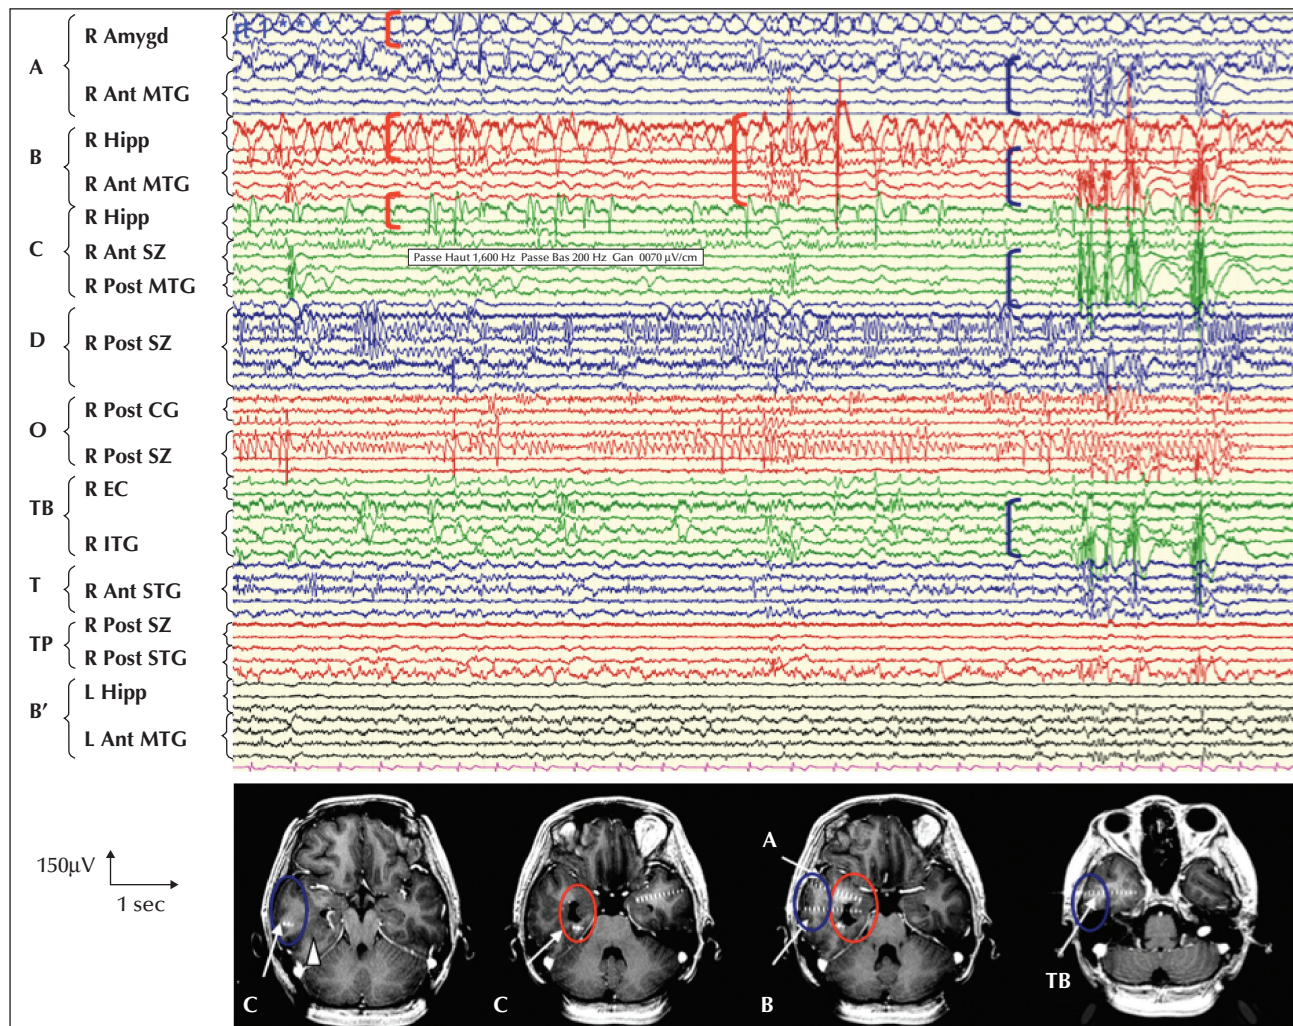 A
R Amygd
R Ant MTG
B
R Hipp
R Ant MTG
C
R Hipp
R Ant SZ
R Post MTG
Passe Haut 1,600 Hz Passe Bas 200 Hz Gan 0070 μV/cm
D
R Post SZ
O
R Post CG
R Post SZ
TB
R EC
R ITG
T
R Ant STG
TP
R Post SZ
R Post STG
B′
L Hipp
L Ant MTG
150μV
1 sec
C
C
A
B
TB